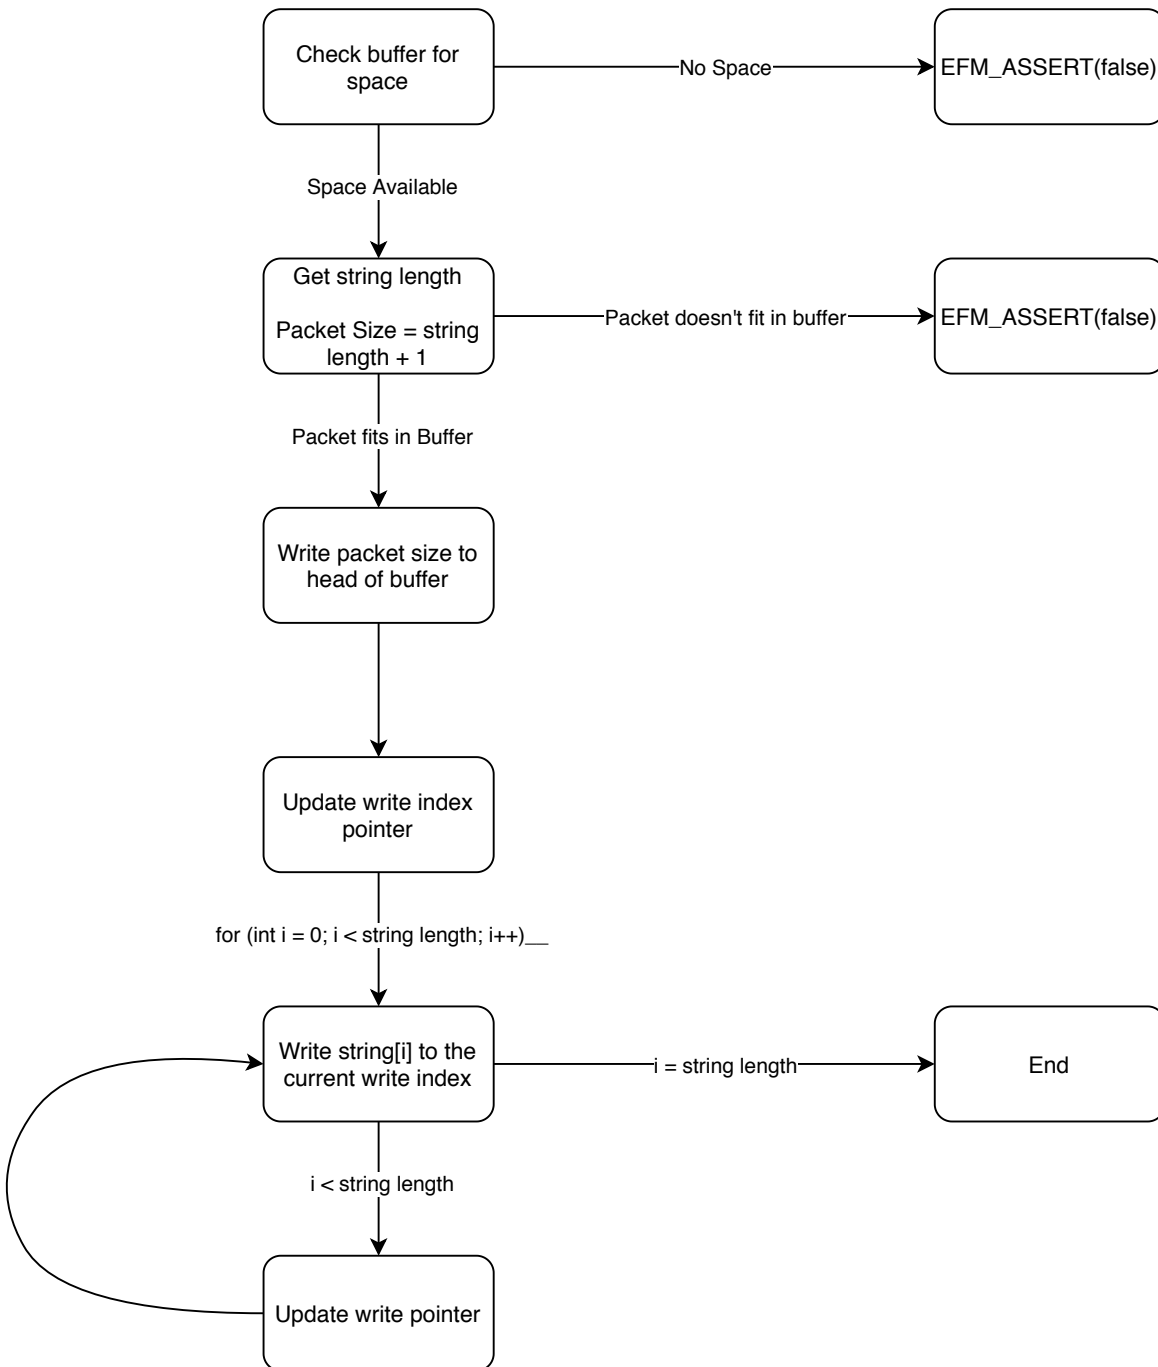 Check buffer for
space
No Space
EFM_ASSERT(false)
Space Available
Get string length
Packet Size = string
length + 1
Packet doesn't fit in buffer
EFM_ASSERT(false)
Packet fits in Buffer
Write packet size to
head of buffer
Update write index
pointer
for (int i = 0; i < string length; i++)__
Write string[i] to the
current write index
i = string length
End
i < string length
Update write pointer